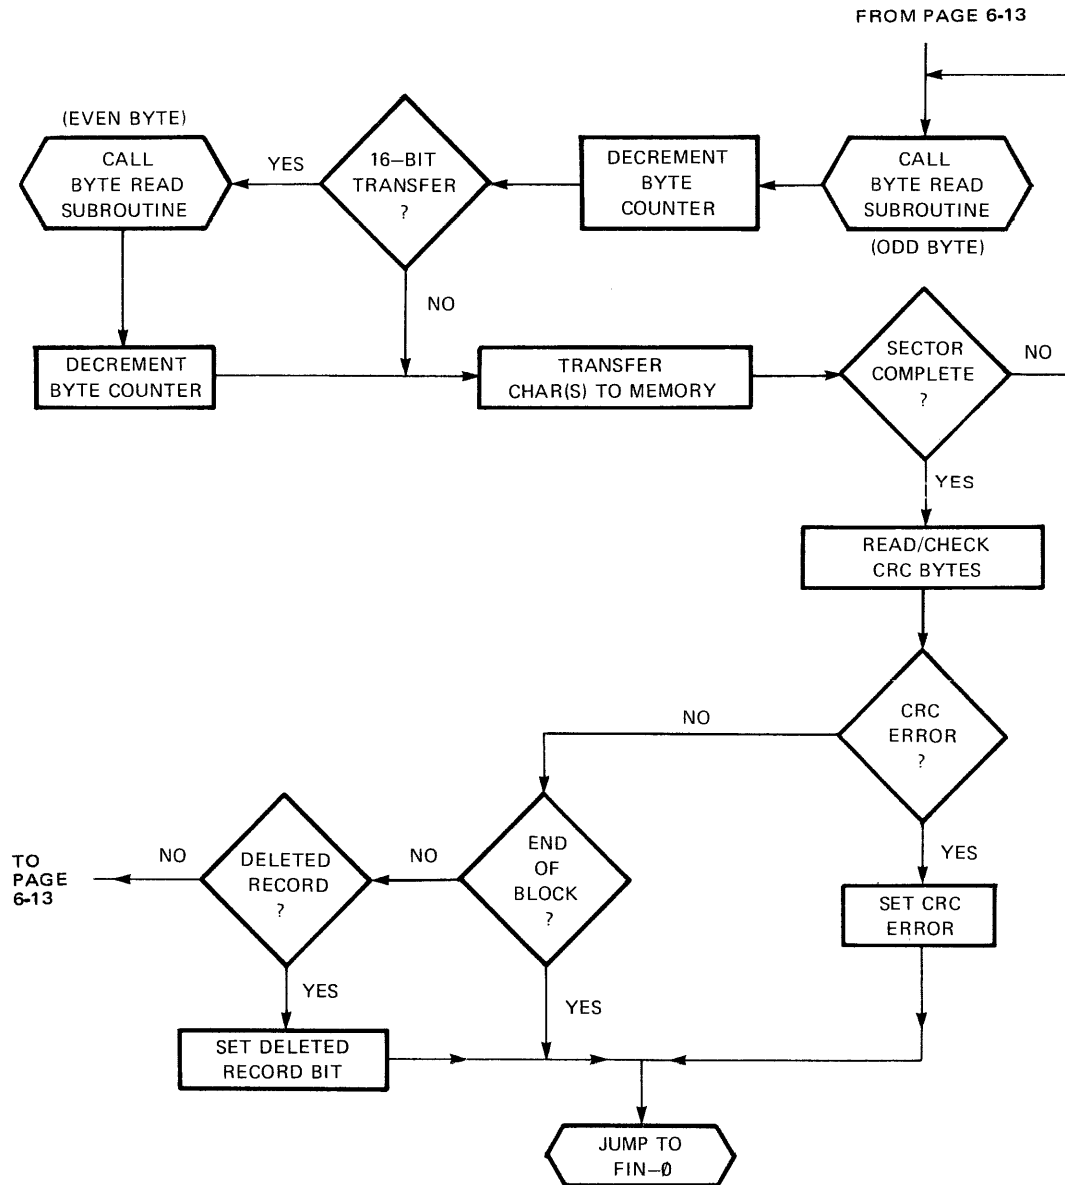 FROM PAGE 6-13
(EVEN BYTE)
CALL
BYTE READ
SUBROUTINE
YES
16-BIT
TRANSFER
?
DECREMENT
BYTE
COUNTER
CALL
BYTE READ
SUBROUTINE
(ODD BYTE)
NO
DECREMENT
BYTE COUNTER
TRANSFER
CHAR(S) TO MEMORY
SECTOR
COMPLETE
?
NO
YES
READ/CHECK
CRC BYTES
CRC
ERROR
?
NO
YES
SET CRC
ERROR
END
OF
BLOCK
?
NO
YES
DELETED
RECORD
?
NO
TO
PAGE
6-13
YES
SET DELETED
RECORD BIT
JUMP TO
FIN-Ø